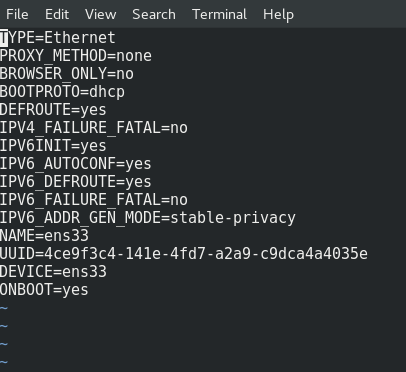 File Edit View Search Terminal Help
TYPE=Ethernet
PROXY_METHOD=none
BROWSER_ONLY=no
BOOTPROTO=dhcp
DEFROUTE=yes
IPV4_FAILURE_FATAL=no
IPV6INIT=yes
IPV6_AUTOCONF=yes
IPV6_DEFROUTE=yes
IPV6_FAILURE_FATAL=no
IPV6_ADDR_GEN_MODE=stable-privacy
NAME=ens33
UUID=4ce9f3c4-141e-4fd7-a2a9-c9dca4a4035e
DEVICE=ens33
ONBOOT=yes
~
~
~
~